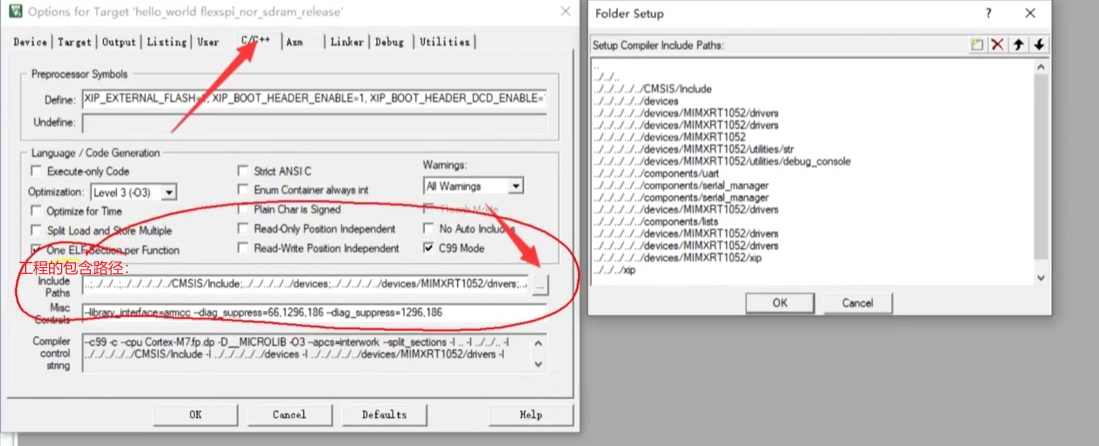 Options for Target 'hello_world flexspi_nor_sdram_release'
Device | Target | Output | Listing | User C/C++ Asm | Linker | Debug | Utilities |
Preprocessor Symbols
Define: XIP_EXTERNAL_FLASH=1, XIP_BOOT_HEADER_ENABLE=1, XIP_BOOT_HEADER_DCD_ENABLE=
Undefine:
Language / Code Generation
Execute-only Code
Strict ANSI C
Warnings:
Optimization: Level 3 (-O3)
Enum Container always int
All Warnings
Optimize for Time
Plain Char is Signed
Thumb Mode
Split Load and Store Multiple
Read-Only Position Independent
No Auto Includes
One ELF Section per Function
Read-Write Position Independent
C99 Mode
工程的包含路径:
Include Paths
..;../../..;../../../../../CMSIS/Include;../../../../../devices;../../../../../devices/MIMXRT1052/drivers;..
...
Misc Controls
--library_interface=armcc --diag_suppress=66,1296,186 --diag_suppress=1296,186
Compiler control string
--c99 -c --cpu Cortex-M7.fp.dp -D__MICROLIB -O3 --apcs=interwork --split_sections -I .. -I ../../.. -I
../../../../../CMSIS/Include -I ../../../../../devices -I ../../../../../devices/MIMXRT1052/drivers -I
OK Cancel Defaults Help
Folder Setup
Setup Compiler Include Paths:
..
../../..
../../../../../CMSIS/Include
../../../../../devices
../../../../../devices/MIMXRT1052/drivers
../../../../../devices/MIMXRT1052/drivers
../../../../../devices/MIMXRT1052
../../../../../devices/MIMXRT1052/utilities/str
../../../../../devices/MIMXRT1052/utilities/debug_console
../../../../../components/uart
../../../../../components/serial_manager
../../../../../components/serial_manager
../../../../../devices/MIMXRT1052/drivers
../../../../../components/lists
../../../../../devices/MIMXRT1052/drivers
../../../../../devices/MIMXRT1052/drivers
../../../../../devices/MIMXRT1052/xip
../../../xip
OK Cancel